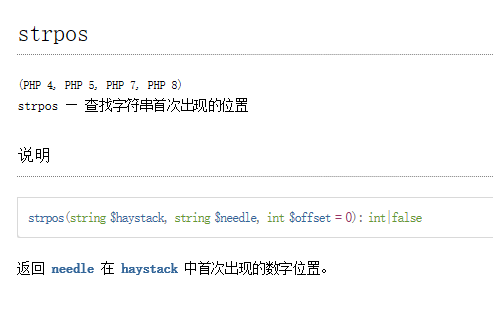 strpos
(PHP 4, PHP 5, PHP 7, PHP 8)
strpos — 查找字符串首次出现的位置
说明
strpos(string $haystack, string $needle, int $offset = 0): int|false
返回 needle 在 haystack 中首次出现的数字位置。